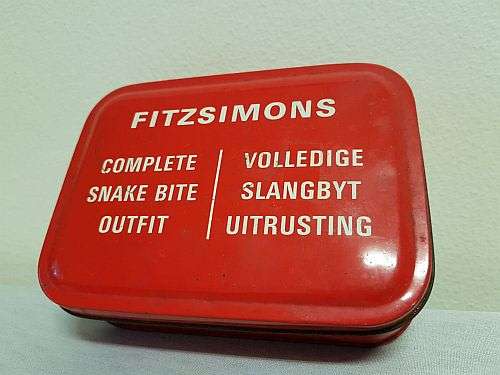 FITZSIMONS
COMPLETE
SNAKE BITE
OUTFIT
VOLLEDIGE
SLANGBYT
UITRUSTING